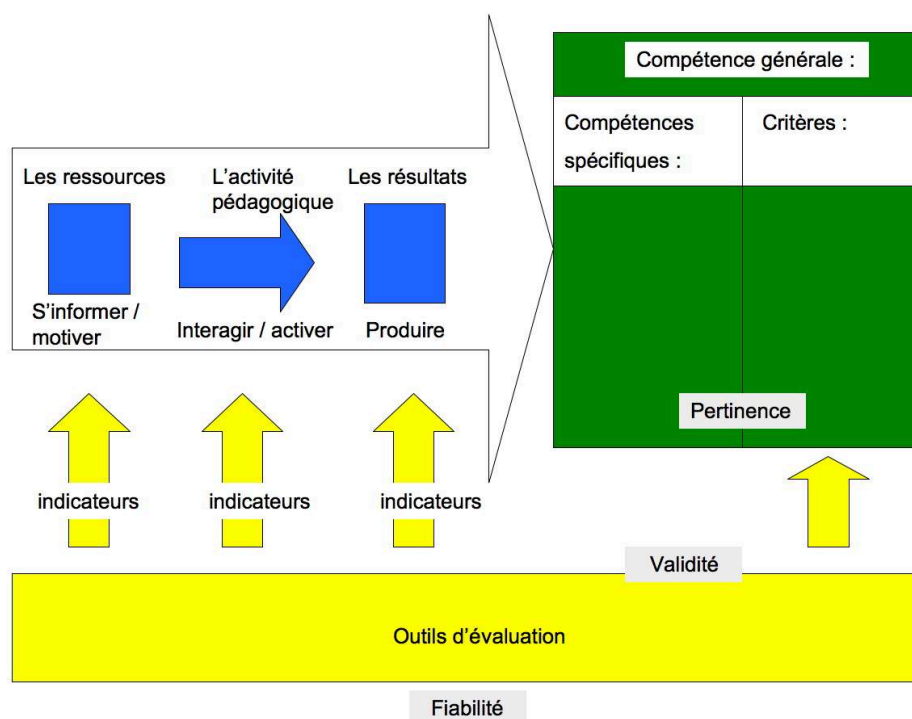 Compétence générale :
Compétences
spécifiques :
Critères :
Les ressources
L’activité
pédagogique
Les résultats
S’informer /
motiver
Interagir / activer
Produire
Pertinence
indicateurs
indicateurs
indicateurs
Validité
Outils d’évaluation
Fiabilité